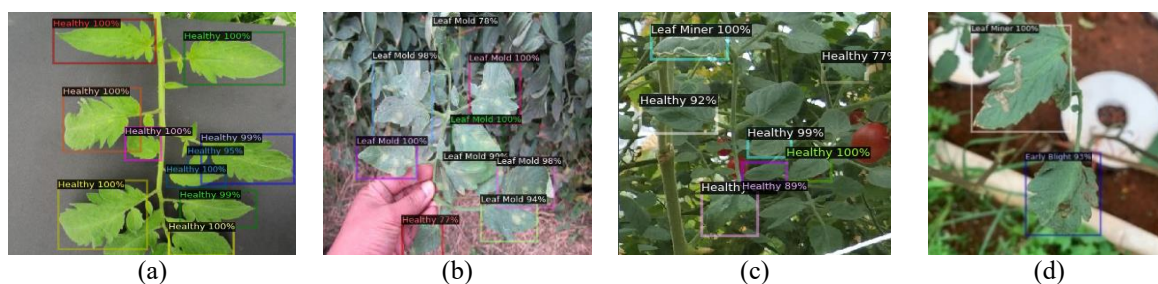 Healthy 100%
Healthy 100%
Healthy 100%
Healthy 100%
Healthy 99%
Healthy 95%
Healthy 100%
Healthy 100%
Healthy 99%
Healthy 100%
(a)
Leaf Mold 78%
Leaf Mold 98%
Leaf Mold 100%
Leaf Mold 100%
Leaf Mold 100%
Leaf Mold
Leaf Mold 98%
Leaf Mold 94%
Healthy 77%
(b)
Leaf Miner 100%
Healthy 77%
Healthy 92%
Healthy 99%
Healthy 100%
Healthy 89%
(c)
Leaf Miner 100%
Early Blight 93%
(d)